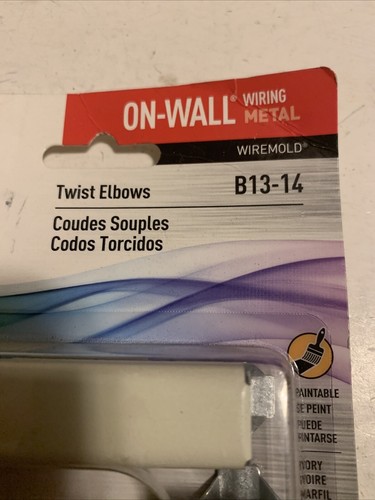 ON-WALL® WIRING METAL
WIREMOLD®
Twist Elbows B13-14
Coudes Souples
Codos Torcidos
PAINTABLE
SE PEINT
PUEDE
PINTARSE
IVORY
IVOIRE
MARFIL